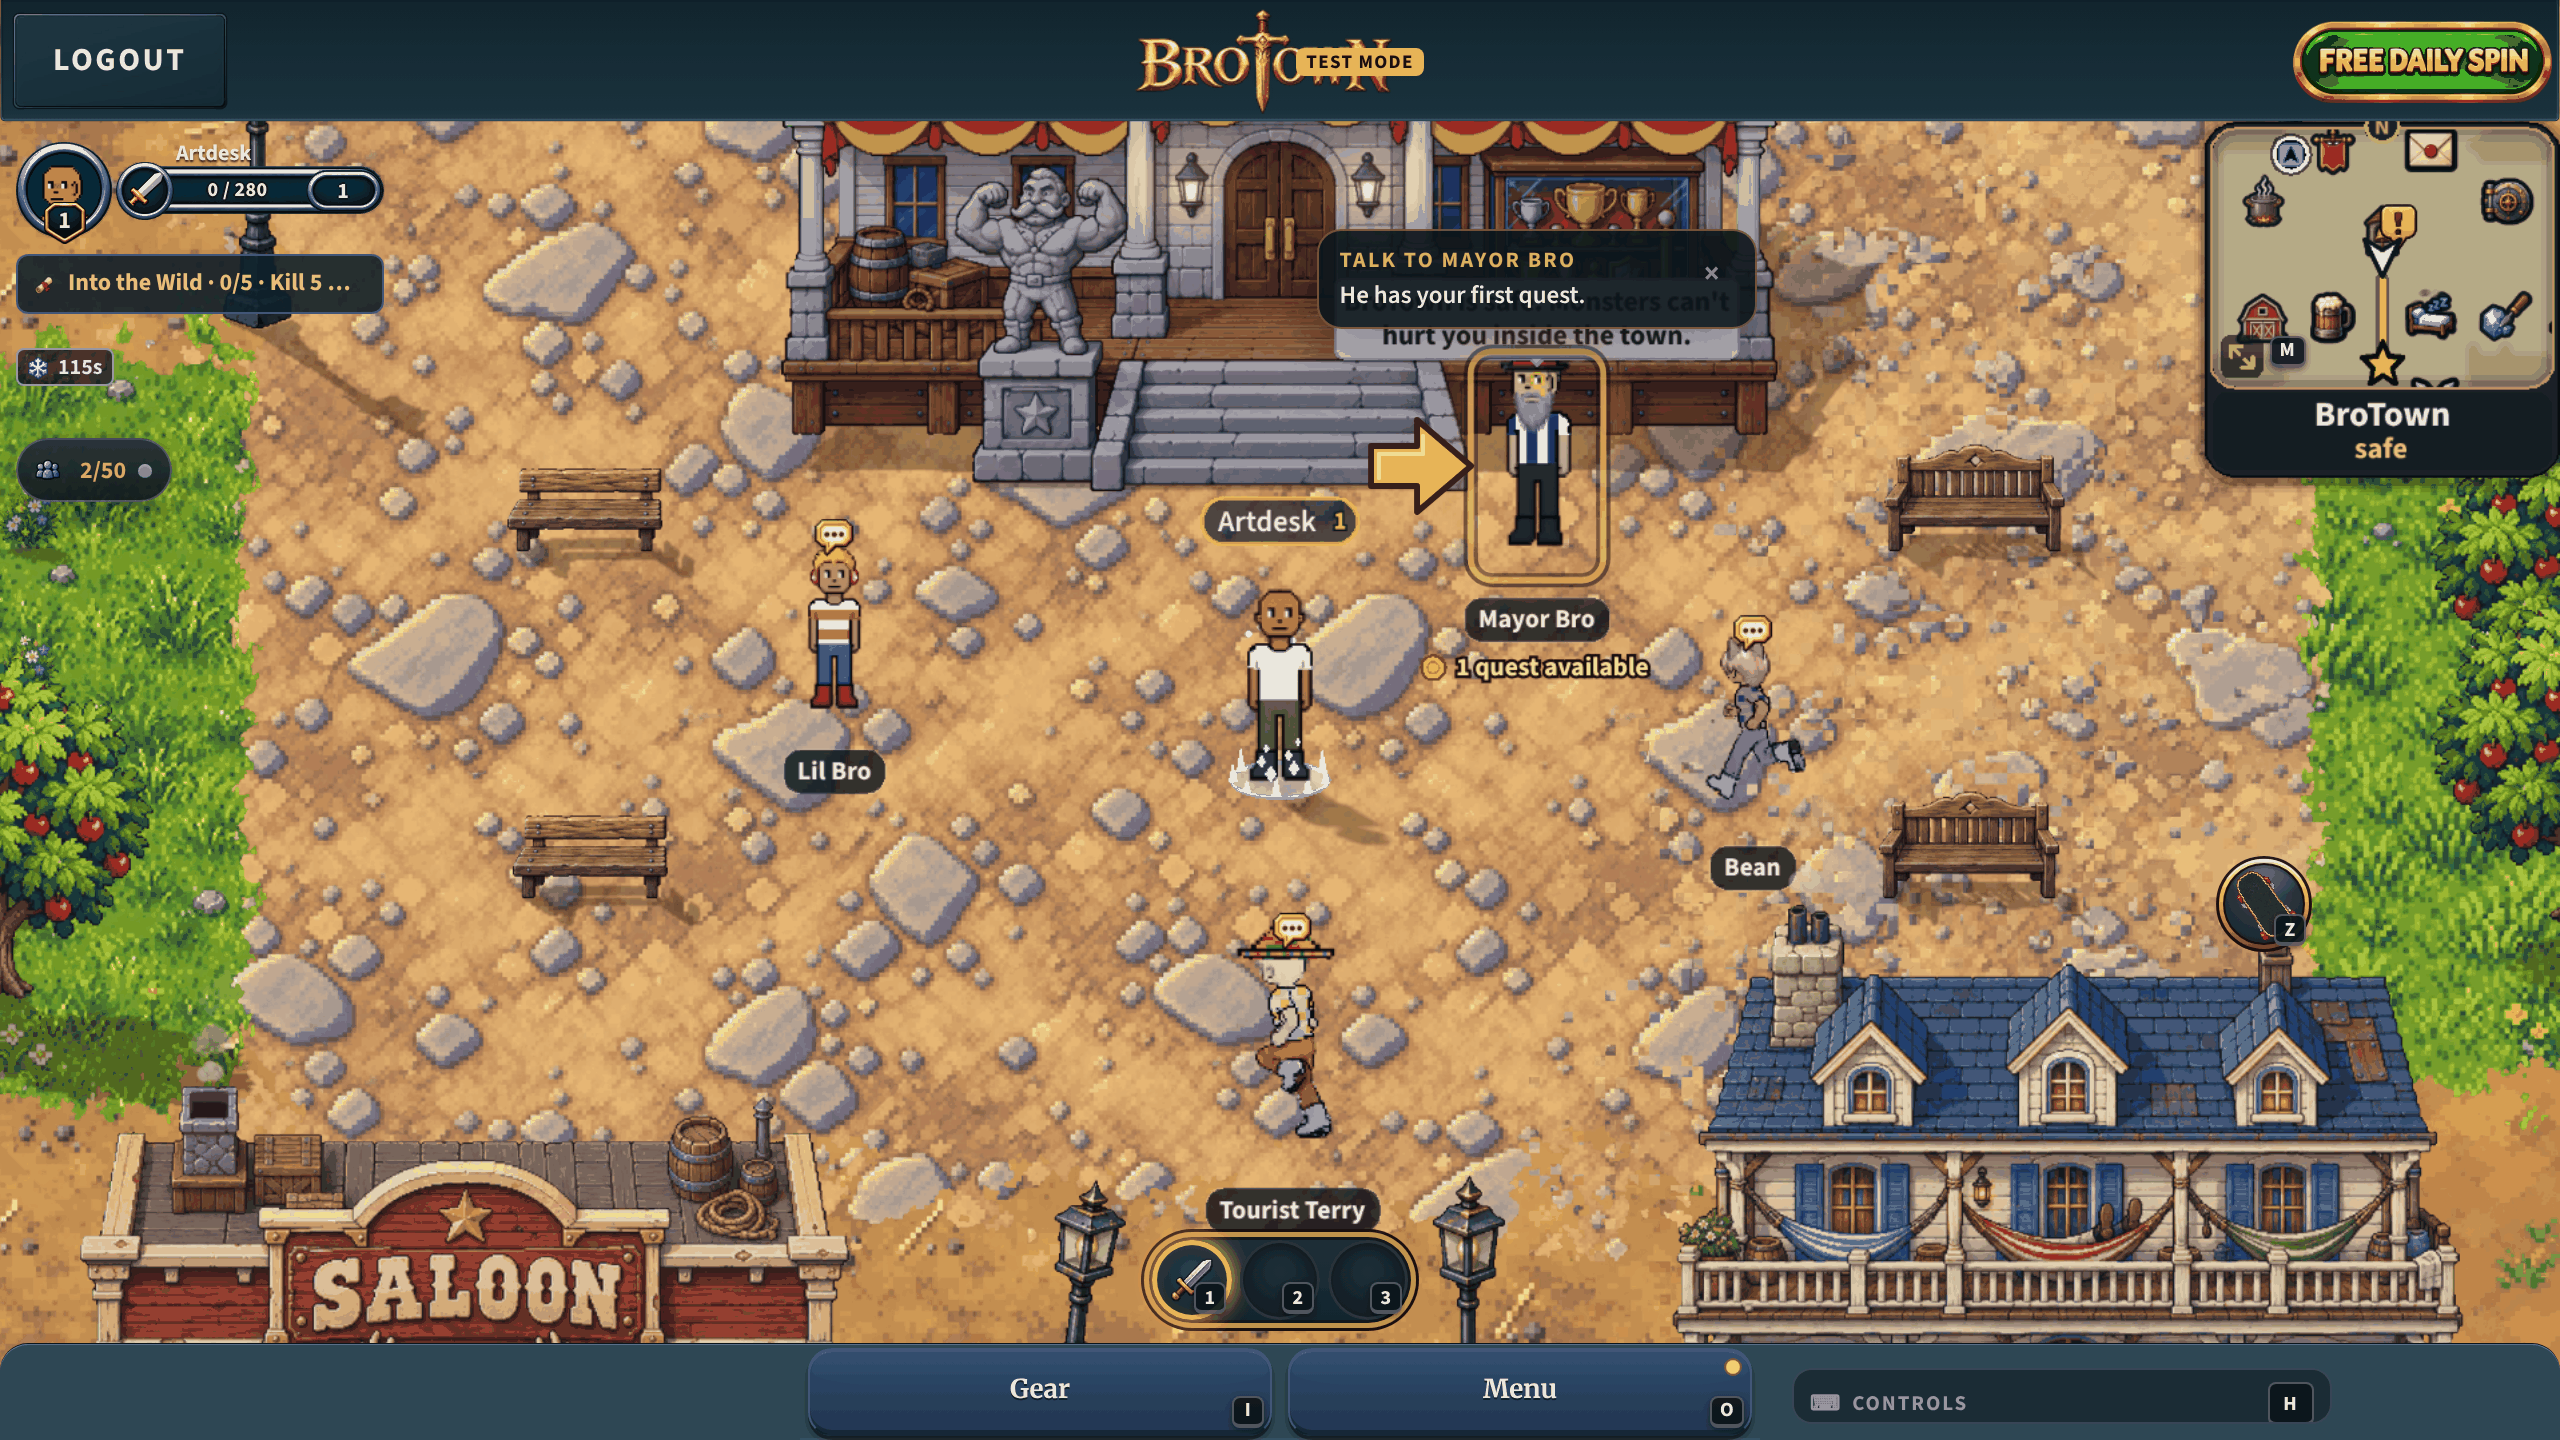 LOGOUT
BROTOWN
TEST MODE
FREE DAILY SPIN
Artdesk
0 / 280
1
1
Into the Wild · 0/5 · Kill 5 ...
115s
2/50
N
M
BroTown
safe
TALK TO MAYOR BRO
×
He has your first quest.
hurt you inside the town.
Artdesk 1
Mayor Bro
1 quest available
Lil Bro
Bean
Z
Tourist Terry
SALOON
1
2
3
Gear
I
Menu
O
CONTROLS
H